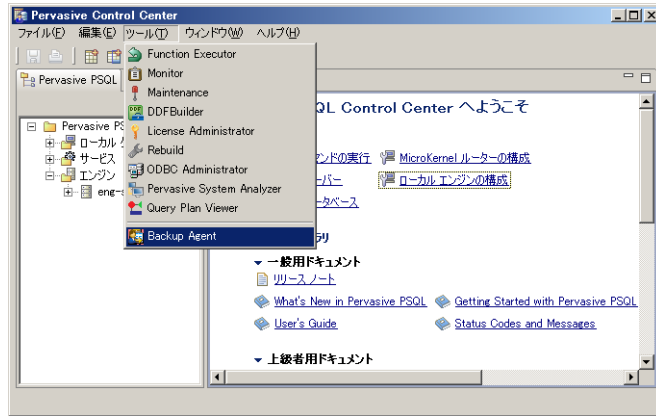 Pervasive Control Center
ファイル(F) 編集(E) ツール(T) ウィンドウ(W) ヘルプ(H)
Function Executor
Monitor
Maintenance
DDFBuilder
License Administrator
Rebuild
ODBC Administrator
Pervasive System Analyzer
Query Plan Viewer
Backup Agent
Pervasive PSQL
Pervasive PS
ローカル
サービス
エンジン
eng-s
QL Control Center へようこそ
ンドの実行 MicroKernel ルーターの構成
バー ローカル エンジンの構成
タベース
ラリ
一般用ドキュメント
リリース ノート
What's New in Pervasive PSQL Getting Started with Pervasive PSQL
User's Guide Status Codes and Messages
上級者用ドキュメント